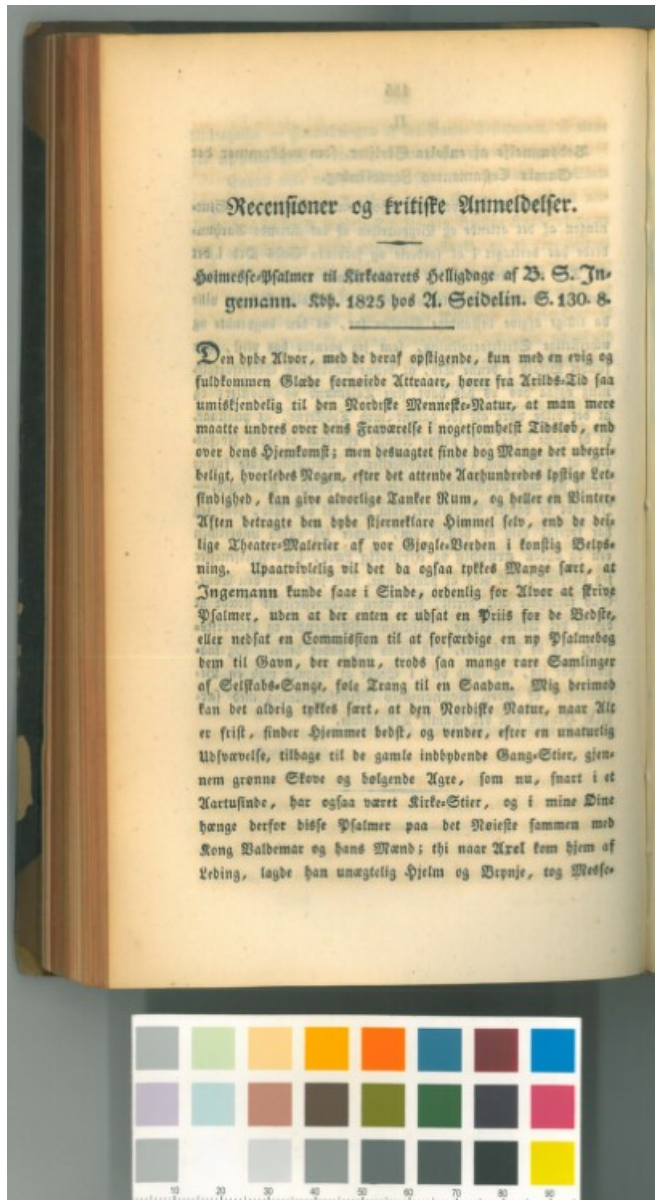 Recensioner og kritiske Anmeldelser.
Høimesse-Psalmer til Kirkeaarets Helligdage af B. S. In-
gemann. Kbh. 1825 hos A. Seidelin. S. 130. 8.
Den dybe Alvor, med de deraf opstigende, kun med en evig og
fuldkommen Glæde fornøiede Attraaer, hører fra Arilds-Tid saa
umiskjendelig til den Nordiske Menneske-Natur, at man mere
maatte undres over dens Fraværelse i nogetsomhelst Tidsløb, end
over dens Hjemkomst; men desuagtet finde dog Mange det ubegri-
beligt, hvorledes Nogen, efter det attende Aarhundredes lystige Let-
sindighed, kan give alvorlige Tanker Rum, og heller en Vinter-
Aften betragte den dybe stjerneklare Himmel selv, end de dei-
lige Theater-Malerier af vor Gjøgle-Verden i konstig Belys-
ning. Upaatvivlelig vil det da ogsaa tykkes Mange sært, at
Ingemann kunde faae i Sinde, ordenlig for Alvor at skrive
Psalmer, uden at der enten er udsat en Priis for de Bedste,
eller nedsat en Commission til at forfærdige en ny Psalmebog
dem til Gavn, der endnu, trods saa mange rare Samlinger
af Selskabs-Sange, føle Trang til en Saadan. Mig derimod
kan det aldrig tykkes sært, at den Nordiske Natur, naar Alt
er frist, finder Hjemmet bedst, og vender, efter en unaturlig
Udsvævelse, tilbage til de gamle indbydende Gang-Stier, gjen-
nem grønne Skove og bølgende Agre, som nu, snart i et
Aartusinde, har ogsaa været Kirke-Stier, og i mine Øine
hænge derfor disse Psalmer paa det Nøieste sammen med
Kong Valdemar og hans Mænd; thi naar Axel kom hjem af
Leding, lagde han unægtelig Hjelm og Brynje, tog Messe-
10 20 30 40 50 60 70 80 90